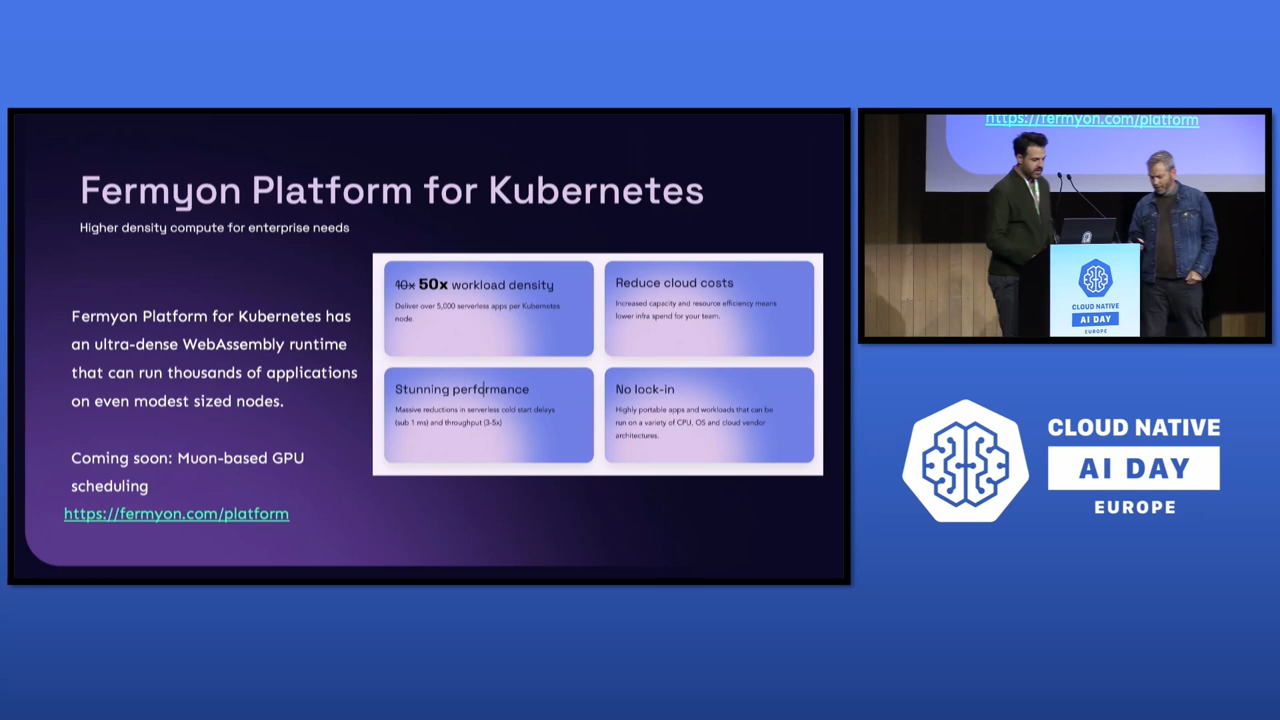 Fermyon Platform for Kubernetes
Higher density compute for enterprise needs
Fermyon Platform for Kubernetes has
an ultra-dense WebAssembly runtime
that can run thousands of applications
on even modest sized nodes.
Coming soon: Muon-based GPU
scheduling
https://fermyon.com/platform
10x 50x workload density
Deliver over 5,000 serverless apps per Kubernetes
node.
Reduce cloud costs
Increased capacity and resource efficiency means
lower infra spend for your team.
Stunning performance
Massive reductions in serverless cold start delays
(sub 1 ms) and throughput (3-5x)
No lock-in
Highly portable apps and workloads that can be
run on a variety of CPU, OS and cloud vendor
architectures.
https://fermyon.com/platform
CLOUD NATIVE
AI DAY
EUROPE
CLOUD NATIVE
AI DAY
EUROPE